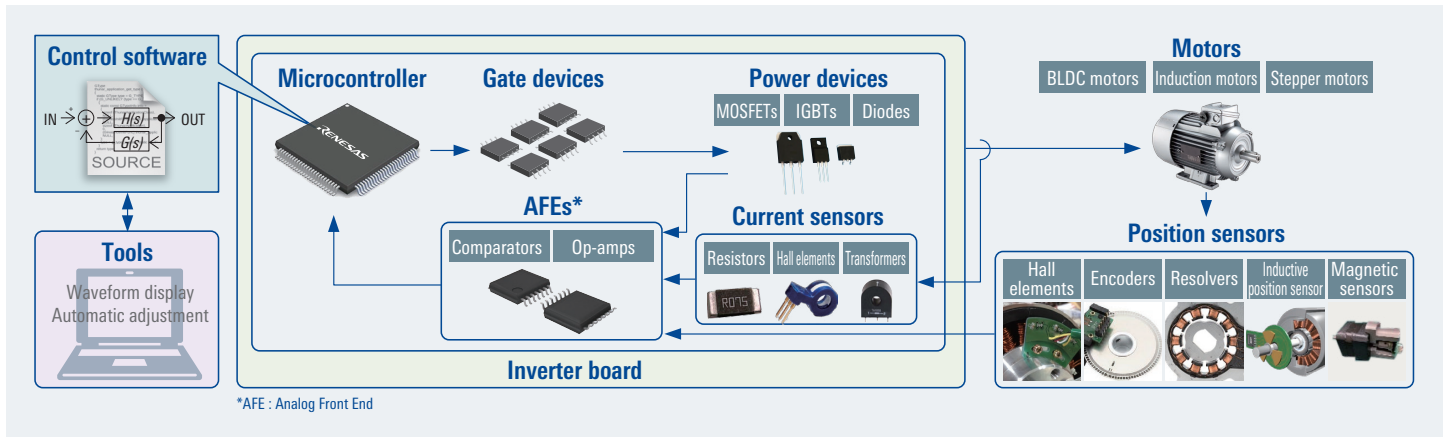 Control software
IN
+
−
H(s)
G(s)
OUT
SOURCE
Tools
Waveform display
Automatic adjustment
Microcontroller
RENESAS
Gate devices
Power devices
MOSFETs
IGBTs
Diodes
AFEs*
Comparators
Op-amps
Current sensors
Resistors
Hall elements
Transformers
R075
Inverter board
*AFE : Analog Front End
Motors
BLDC motors
Induction motors
Stepper motors
Position sensors
Hall
elements
Encoders
Resolvers
Inductive
position sensor
Magnetic
sensors